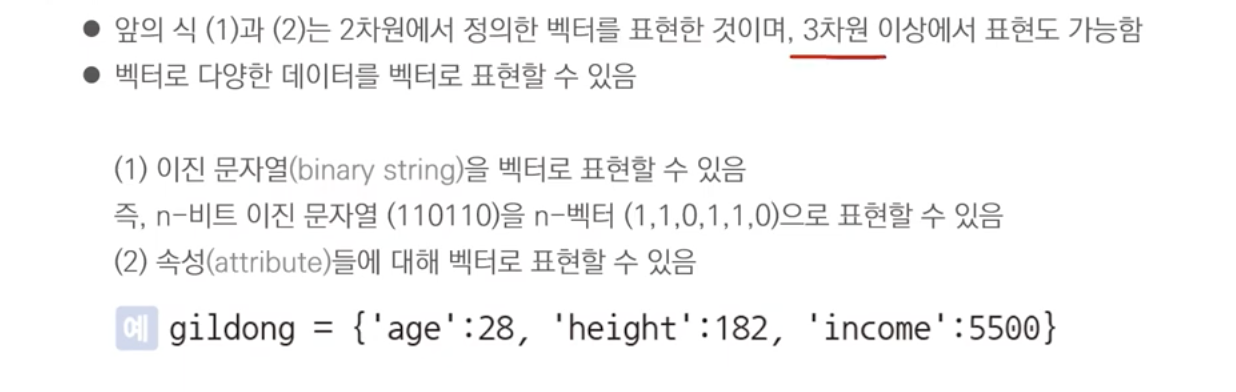 ● 앞의 식 (1)과 (2)는 2차원에서 정의한 벡터를 표현한 것이며, 3차원 이상에서 표현도 가능함
● 벡터로 다양한 데이터를 벡터로 표현할 수 있음
(1) 이진 문자열(binary string)을 벡터로 표현할 수 있음
즉, n-비트 이진 문자열 (110110)을 n-벡터 (1,1,0,1,1,0)으로 표현할 수 있음
(2) 속성(attribute)들에 대해 벡터로 표현할 수 있음
예 gildong = {'age':28, 'height':182, 'income':5500}